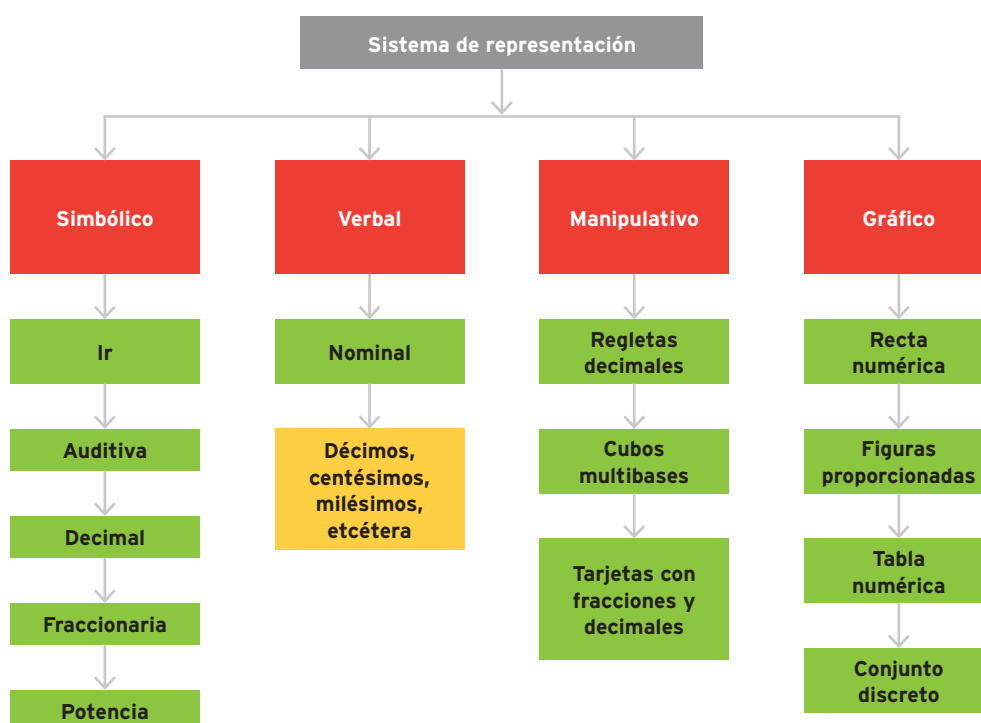 Sistema de representación
Simbólico
Verbal
Manipulativo
Gráfico
Ir
Nominal
Regletas
decimales
Recta
numérica
Auditiva
Décimos,
centésimos,
milésimos,
etcétera
Cubos
multibases
Figuras
proporcionadas
Decimal
Tarjetas con
fracciones y
decimales
Tabla
numérica
Fraccionaria
Conjunto
discreto
Potencia